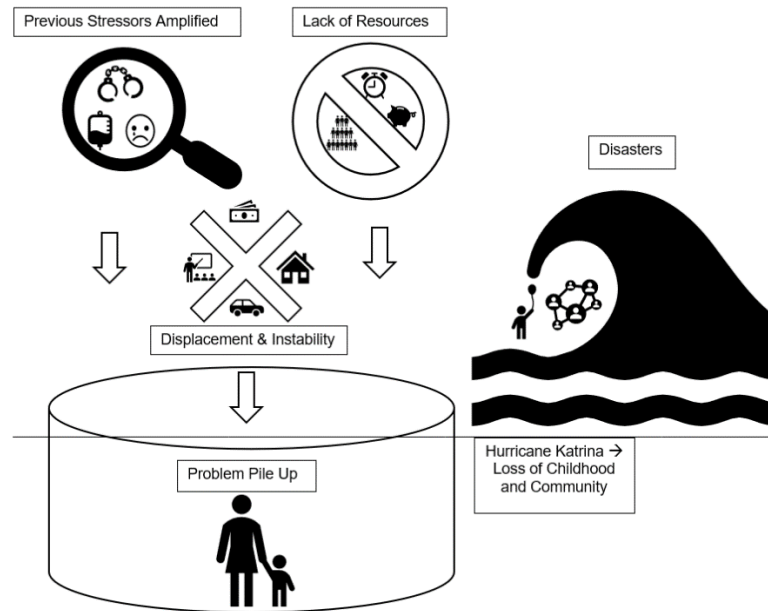 Previous Stressors Amplified
Lack of Resources
Disasters
Displacement & Instability
Problem Pile Up
Hurricane Katrina →
Loss of Childhood
and Community